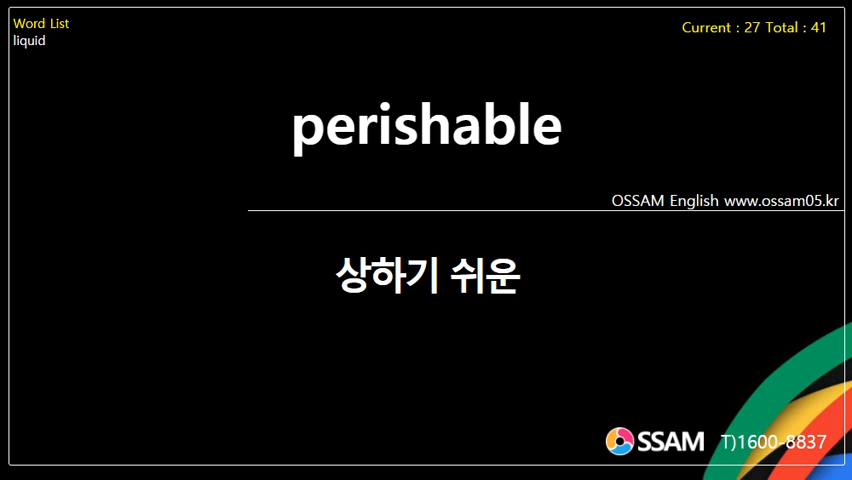 Word List
liquid
Current : 27 Total : 41
perishable
OSSAM English www.ossam05.kr
상하기 쉬운
OSSAM T)1600-8837